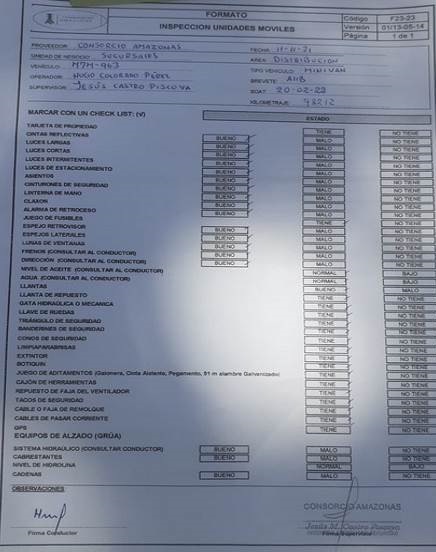 FORMATO
INSPECCION UNIDADES MOVILES
Código F23-23
Versión 01/13-05-14
Página 1 de 1
PROVEEDOR: CONSORCIO AMAZONAS
FECHA: 11-11-21
UNIDAD DE NEGOCIO: SUCURSALES
AREA: DISTRIBUCION
VEHICULO: M7M-963
TIPO VEHICULO: MINIVAN
OPERADOR: HUGO COLORADO PÉREZ
BREVETE: AIIB
SUPERVISOR: JESÚS CASTRO PISCOYA
SOAT: 20-02-22
KILOMETRAJE: 98212
MARCAR CON UN CHECK LIST: (V)
ESTADO
TARJETA DE PROPIEDAD TIENE NO TIENE
CINTAS REFLECTIVAS BUENO MALO NO TIENE
LUCES LARGAS BUENO MALO NO TIENE
LUCES CORTAS BUENO MALO NO TIENE
LUCES INTERMITENTES BUENO MALO NO TIENE
LUCES DE ESTACIONAMIENTO BUENO MALO NO TIENE
ASIENTOS BUENO MALO NO TIENE
CINTURONES DE SEGURIDAD BUENO MALO NO TIENE
LINTERNA DE MANO BUENO MALO NO TIENE
CLAXON BUENO MALO NO TIENE
ALARMA DE RETROCESO BUENO MALO NO TIENE
JUEGO DE FUSIBLES TIENE NO TIENE
ESPEJO RETROVISOR BUENO MALO NO TIENE
ESPEJOS LATERALES BUENO MALO NO TIENE
LUNAS DE VENTANAS BUENO MALO NO TIENE
FRENOS (CONSULTAR AL CONDUCTOR) BUENO MALO NO TIENE
DIRECCIÓN (CONSULTAR AL CONDUCTOR) BUENO MALO NO TIENE
NIVEL DE ACEITE (CONSULTAR AL CONDUCTOR) NORMAL BAJO
AGUA (CONSULTAR AL CONDUCTOR) NORMAL BAJO
LLANTAS BUENO MALO
LLANTA DE REPUESTO TIENE NO TIENE
GATA HIDRÁULICA O MECANICA TIENE NO TIENE
LLAVE DE RUEDAS TIENE NO TIENE
TRIÁNGULO DE SEGURIDAD TIENE NO TIENE
BANDERINES DE SEGURIDAD TIENE NO TIENE
CONOS DE SEGURIDAD TIENE NO TIENE
LIMPIAPARABRISAS TIENE NO TIENE
EXTINTOR TIENE NO TIENE
BOTIQUIN TIENE NO TIENE
JUEGO DE ADITAMENTOS (Galonera, Cinta Aislante, Pegamento, 01 m alambre Galvanizado) TIENE NO TIENE
CAJÓN DE HERRAMIENTAS TIENE NO TIENE
REPUESTO DE FAJA DEL VENTILADOR TIENE NO TIENE
TACOS DE SEGURIDAD TIENE NO TIENE
CABLE O FAJA DE REMOLQUE TIENE NO TIENE
CABLES DE PASAR CORRIENTE TIENE NO TIENE
GPS TIENE NO TIENE
EQUIPOS DE ALZADO (GRÚA)
SISTEMA HIDRAULICO (CONSULTAR CONDUCTOR) BUENO MALO NO TIENE
CABRESTANTES BUENO MALO NO TIENE
NIVEL DE HIDROLINA NORMAL BAJO
CADENAS BUENO MALO NO TIENE
OBSERVACIONES:
CONSORCIO AMAZONAS
Jesús M. Castro Piscoya
Firma Conductor
Firma Supervisor